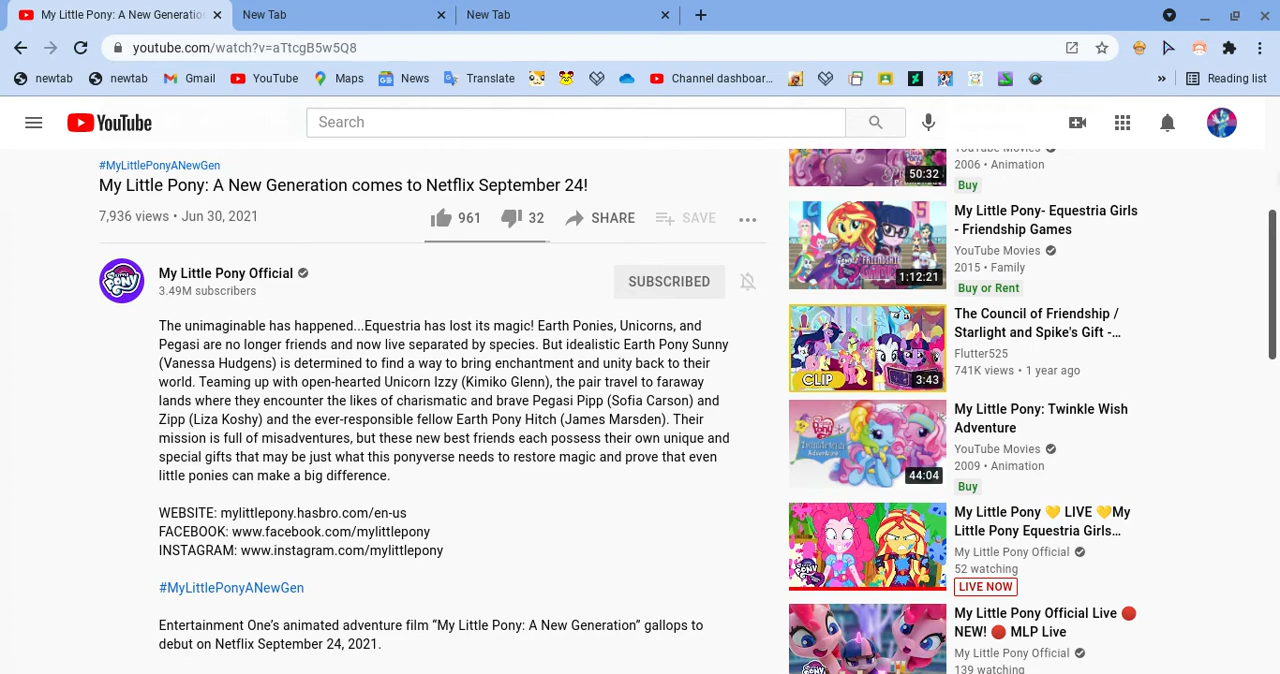 My Little Pony: A New Generation
New Tab
New Tab
youtube.com/watch?v=aTtcgB5w5Q8
newtab
newtab
Gmail
YouTube
Maps
News
Translate
Channel dashboar...
»
Reading list
YouTube
Search
#MyLittlePonyANewGen
My Little Pony: A New Generation comes to Netflix September 24!
7,936 views • Jun 30, 2021
961
32
SHARE
SAVE
My Little Pony Official
3.49M subscribers
SUBSCRIBED
The unimaginable has happened...Equestria has lost its magic! Earth Ponies, Unicorns, and
Pegasi are no longer friends and now live separated by species. But idealistic Earth Pony Sunny
(Vanessa Hudgens) is determined to find a way to bring enchantment and unity back to their
world. Teaming up with open-hearted Unicorn Izzy (Kimiko Glenn), the pair travel to faraway
lands where they encounter the likes of charismatic and brave Pegasi Pipp (Sofia Carson) and
Zipp (Liza Koshy) and the ever-responsible fellow Earth Pony Hitch (James Marsden). Their
mission is full of misadventures, but these new best friends each possess their own unique and
special gifts that may be just what this ponyverse needs to restore magic and prove that even
little ponies can make a big difference.
WEBSITE: mylittlepony.hasbro.com/en-us
FACEBOOK: www.facebook.com/mylittlepony
INSTAGRAM: www.instagram.com/mylittlepony
#MyLittlePonyANewGen
Entertainment One's animated adventure film “My Little Pony: A New Generation” gallops to
debut on Netflix September 24, 2021.
50:32
YouTube Movies
2006 • Animation
Buy
FRIENDSHIP
GAMES
1:12:21
My Little Pony- Equestria Girls
- Friendship Games
YouTube Movies
2015 • Family
Buy or Rent
CLIP
3:43
The Council of Friendship /
Starlight and Spike's Gift -...
Flutter525
741K views • 1 year ago
44:04
My Little Pony: Twinkle Wish
Adventure
YouTube Movies
2009 • Animation
Buy
My Little Pony 💛 LIVE 💛My
Little Pony Equestria Girls...
My Little Pony Official
52 watching
LIVE NOW
My Little Pony Official Live 🔴
NEW! 🔴 MLP Live
My Little Pony Official
139 watching